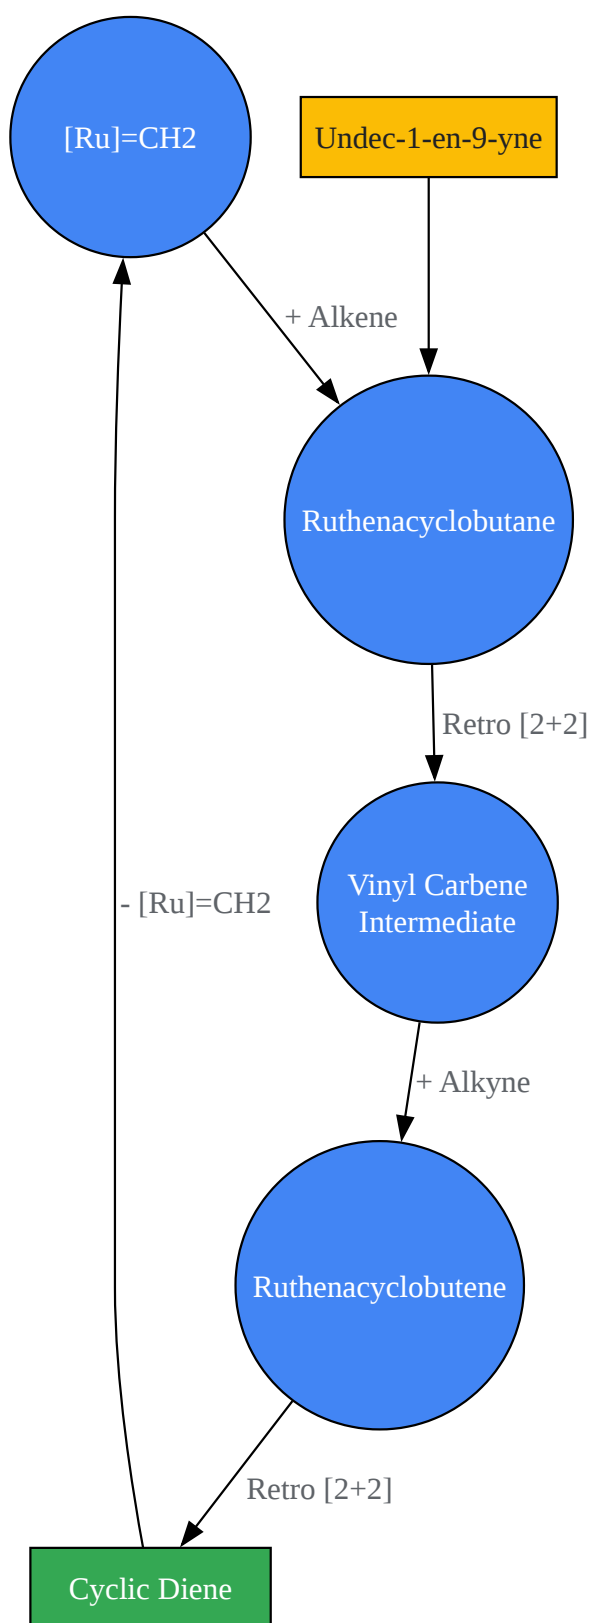 [Ru]=CH2
Undec-1-en-9-yne
+ Alkene
Ruthenacyclobutane
Retro [2+2]
Vinyl Carbene
Intermediate
- [Ru]=CH2
+ Alkyne
Ruthenacyclobutene
Retro [2+2]
Cyclic Diene